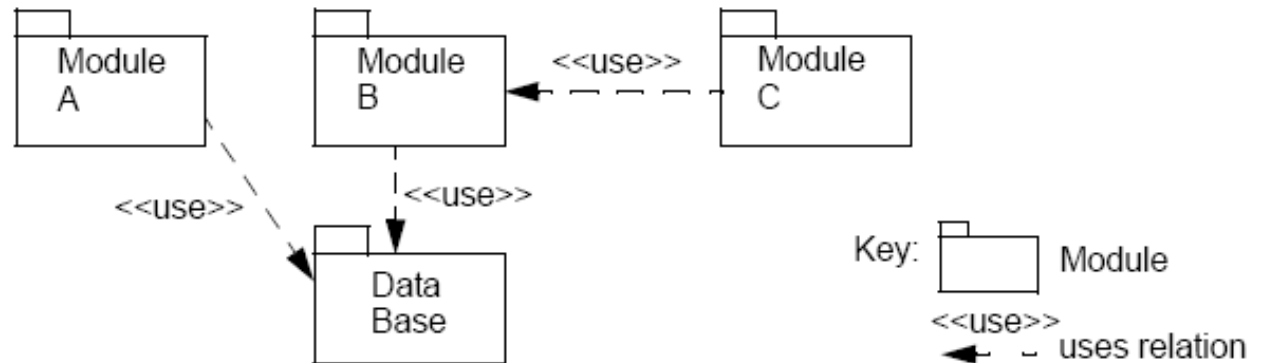 Module
A
Module
B
<<use>>
Module
C
<<use>>
<<use>>
Data
Base
Key:
Module
<<use>>
uses relation